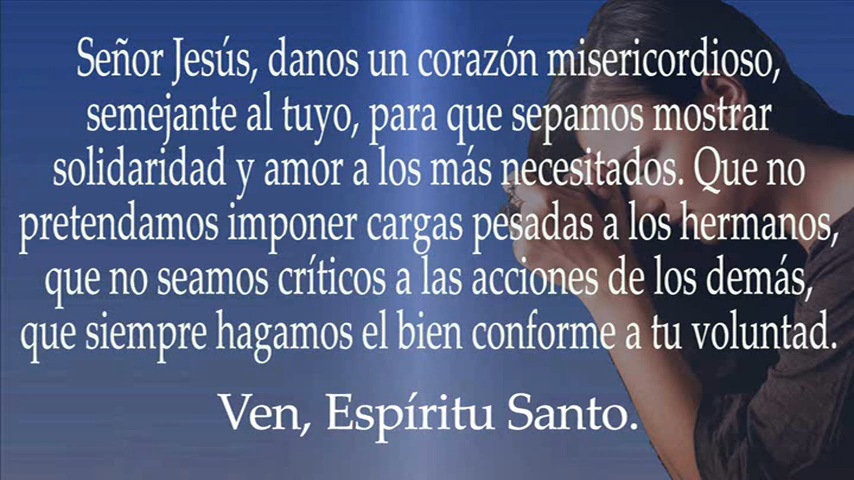 Señor Jesús, danos un corazón misericordioso,
semejante al tuyo, para que sepamos mostrar
solidaridad y amor a los más necesitados. Que no
pretendamos imponer cargas pesadas a los hermanos,
que no seamos críticos a las acciones de los demás,
que siempre hagamos el bien conforme a tu voluntad.
Ven, Espíritu Santo.